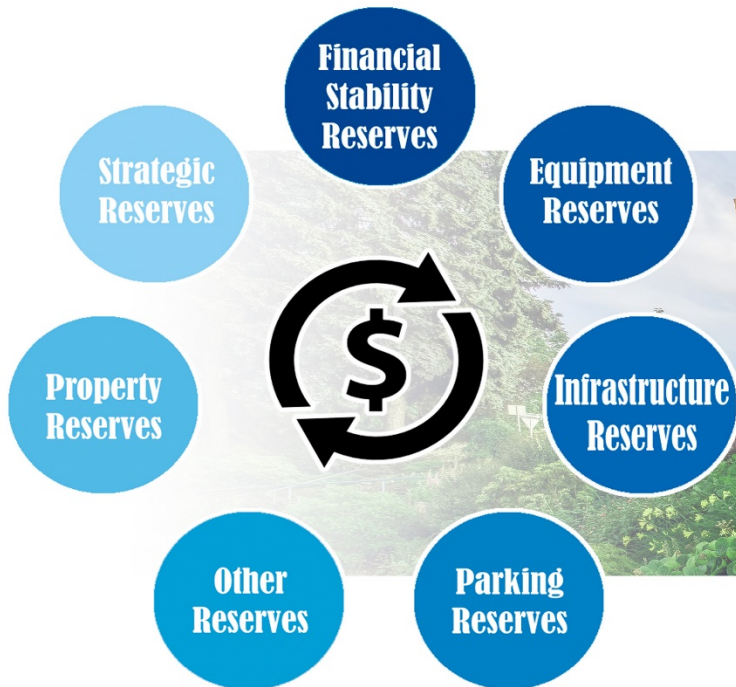 Financial
Stability
Reserves
Equipment
Reserves
Infrastructure
Reserves
Parking
Reserves
Other
Reserves
Property
Reserves
Strategic
Reserves
$